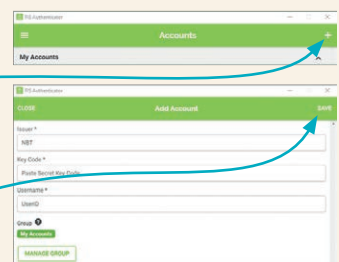 PS Authenticator
Accounts
My Accounts
PS Authenticator
CLOSE Add Account SAVE
Issuer *
NBT
Key Code *
Paste Secret Key Code
Username *
UserID
Group
My Accounts
MANAGE GROUP